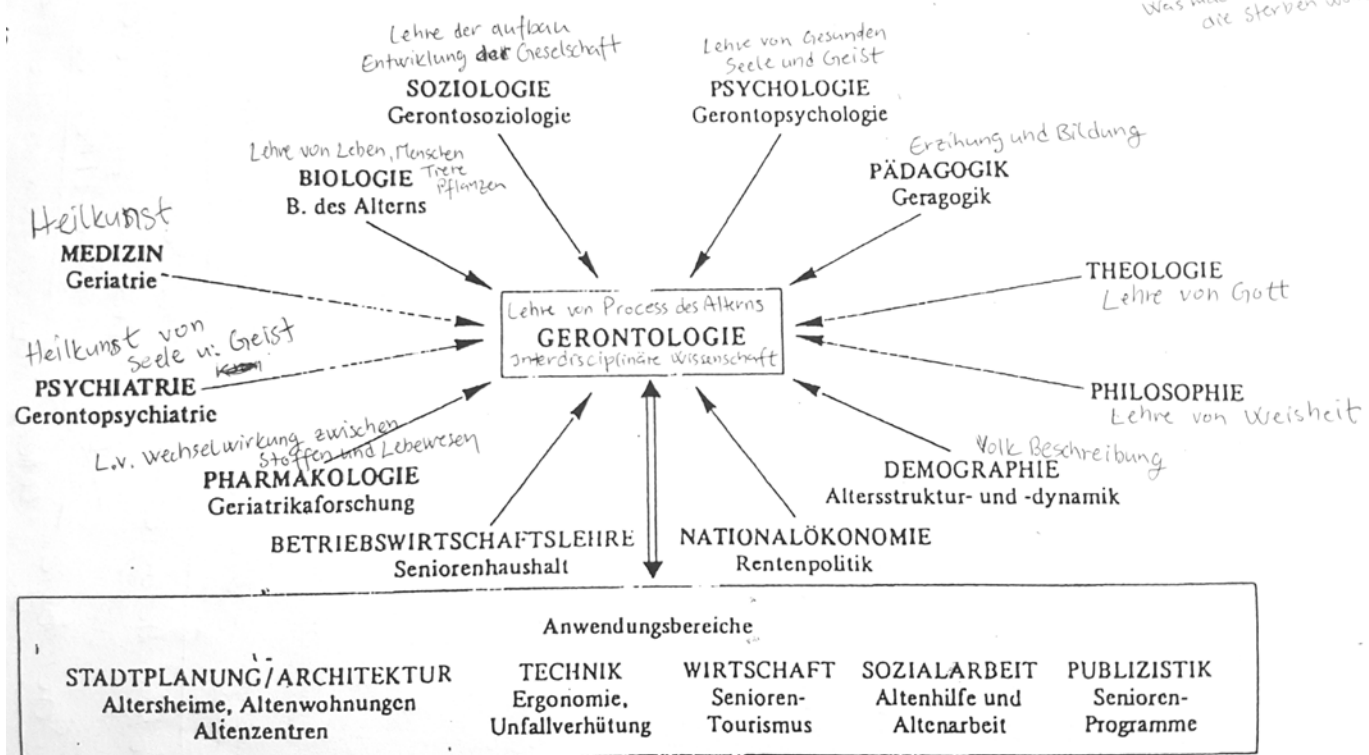 Was
die sterben
Lehre der aufbau
Entwiklung der Geselschaft
SOZIOLOGIE
Gerontosoziologie
Lehre von Gesunden
Seele und Geist
PSYCHOLOGIE
Gerontopsychologie
Lehre von Leben, Menschen
Tiere
Pflanzen
BIOLOGIE
B. des Alterns
Erzihung und Bildung
PÄDAGOGIK
Geragogik
Heilkunst
MEDIZIN
Geriatrie
THEOLOGIE
Lehre von Gott
Lehre von Process des Alterns
GERONTOLOGIE
Interdisciplinäre Wissenschaft
Heilkunst von
Seele u. Geist
PSYCHIATRIE
Gerontopsychiatrie
PHILOSOPHIE
Lehre von Weisheit
L.v. Wechselwirkung zwischen
Stoffen und Lebewesen
PHARMAKOLOGIE
Geriatrikaforschung
Volk Beschreibung
DEMOGRAPHIE
Altersstruktur- und -dynamik
BETRIEBSWIRTSCHAFTSLEHRE
Seniorenhaushalt
NATIONALÖKONOMIE
Rentenpolitik
Anwendungsbereiche
STADTPLANUNG/ARCHITEKTUR
Altersheime, Altenwohnungen
Altenzentren
TECHNIK
Ergonomie,
Unfallverhütung
WIRTSCHAFT
Senioren-
Tourismus
SOZIALARBEIT
Altenhilfe und
Altenarbeit
PUBLIZISTIK
Senioren-
Programme